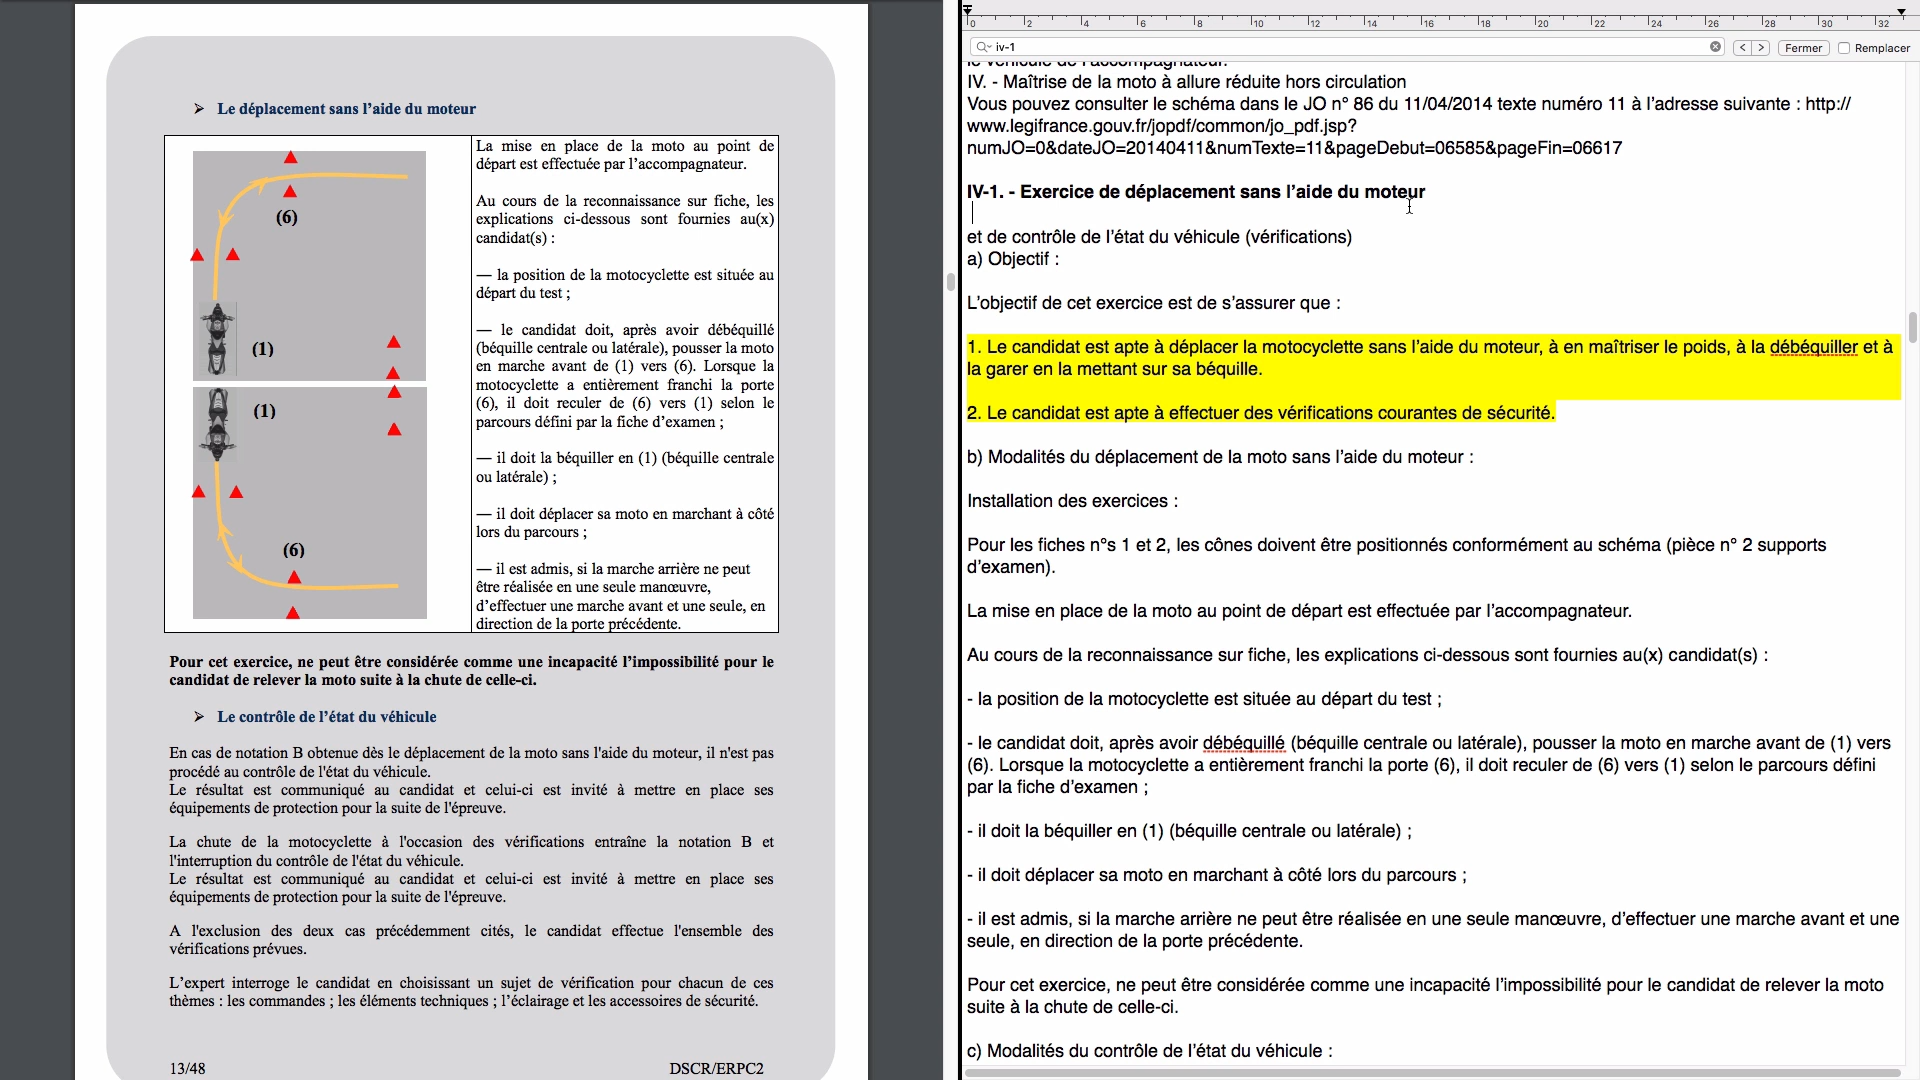 ➢ Le déplacement sans l'aide du moteur
(6)
(1)
(1)
(6)
La mise en place de la moto au point de
départ est effectuée par l'accompagnateur.
Au cours de la reconnaissance sur fiche, les
explications ci-dessous sont fournies au(x)
candidat(s) :
— la position de la motocyclette est située au
départ du test ;
— le candidat doit, après avoir débéquillé
(béquille centrale ou latérale), pousser la moto
en marche avant de (1) vers (6). Lorsque la
motocyclette a entièrement franchi la porte
(6), il doit reculer de (6) vers (1) selon le
parcours défini par la fiche d'examen ;
— il doit la béquiller en (1) (béquille centrale
ou latérale) ;
— il doit déplacer sa moto en marchant à côté
lors du parcours ;
— il est admis, si la marche arrière ne peut
être réalisée en une seule manœuvre,
d'effectuer une marche avant et une seule, en
direction de la porte précédente.
Pour cet exercice, ne peut être considérée comme une incapacité l'impossibilité pour le
candidat de relever la moto suite à la chute de celle-ci.
➢ Le contrôle de l'état du véhicule
En cas de notation B obtenue dès le déplacement de la moto sans l'aide du moteur, il n'est pas
procédé au contrôle de l'état du véhicule.
Le résultat est communiqué au candidat et celui-ci est invité à mettre en place ses
équipements de protection pour la suite de l'épreuve.
La chute de la motocyclette à l'occasion des vérifications entraîne la notation B et
l'interruption du contrôle de l'état du véhicule.
Le résultat est communiqué au candidat et celui-ci est invité à mettre en place ses
équipements de protection pour la suite de l'épreuve.
A l'exclusion des deux cas précédemment cités, le candidat effectue l'ensemble des
vérifications prévues.
L'expert interroge le candidat en choisissant un sujet de vérification pour chacun de ces
thèmes : les commandes ; les éléments techniques ; l'éclairage et les accessoires de sécurité.
13/48 DSCR/ERPC2
0 2 4 6 8 10 12 14 16 18 20 22 24 26 28 30 32
iv-1 < > Fermer Remplacer
le véhicule de l'accompagnateur.
IV. - Maîtrise de la moto à allure réduite hors circulation
Vous pouvez consulter le schéma dans le JO n° 86 du 11/04/2014 texte numéro 11 à l'adresse suivante : http://
www.legifrance.gouv.fr/jopdf/common/jo_pdf.jsp?
numJO=0&dateJO=20140411&numTexte=11&pageDebut=06585&pageFin=06617
IV-1. - Exercice de déplacement sans l'aide du moteur
et de contrôle de l'état du véhicule (vérifications)
a) Objectif :
L'objectif de cet exercice est de s'assurer que :
1. Le candidat est apte à déplacer la motocyclette sans l'aide du moteur, à en maîtriser le poids, à la débéquiller et à
la garer en la mettant sur sa béquille.
2. Le candidat est apte à effectuer des vérifications courantes de sécurité.
b) Modalités du déplacement de la moto sans l'aide du moteur :
Installation des exercices :
Pour les fiches n°s 1 et 2, les cônes doivent être positionnés conformément au schéma (pièce n° 2 supports
d'examen).
La mise en place de la moto au point de départ est effectuée par l'accompagnateur.
Au cours de la reconnaissance sur fiche, les explications ci-dessous sont fournies au(x) candidat(s) :
- la position de la motocyclette est située au départ du test ;
- le candidat doit, après avoir débéquillé (béquille centrale ou latérale), pousser la moto en marche avant de (1) vers
(6). Lorsque la motocyclette a entièrement franchi la porte (6), il doit reculer de (6) vers (1) selon le parcours défini
par la fiche d'examen ;
- il doit la béquiller en (1) (béquille centrale ou latérale) ;
- il doit déplacer sa moto en marchant à côté lors du parcours ;
- il est admis, si la marche arrière ne peut être réalisée en une seule manœuvre, d'effectuer une marche avant et une
seule, en direction de la porte précédente.
Pour cet exercice, ne peut être considérée comme une incapacité l'impossibilité pour le candidat de relever la moto
suite à la chute de celle-ci.
c) Modalités du contrôle de l'état du véhicule :